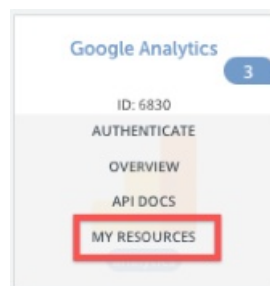 Google Analytics
3
ID: 6830
AUTHENTICATE
OVERVIEW
API DOCS
MY RESOURCES